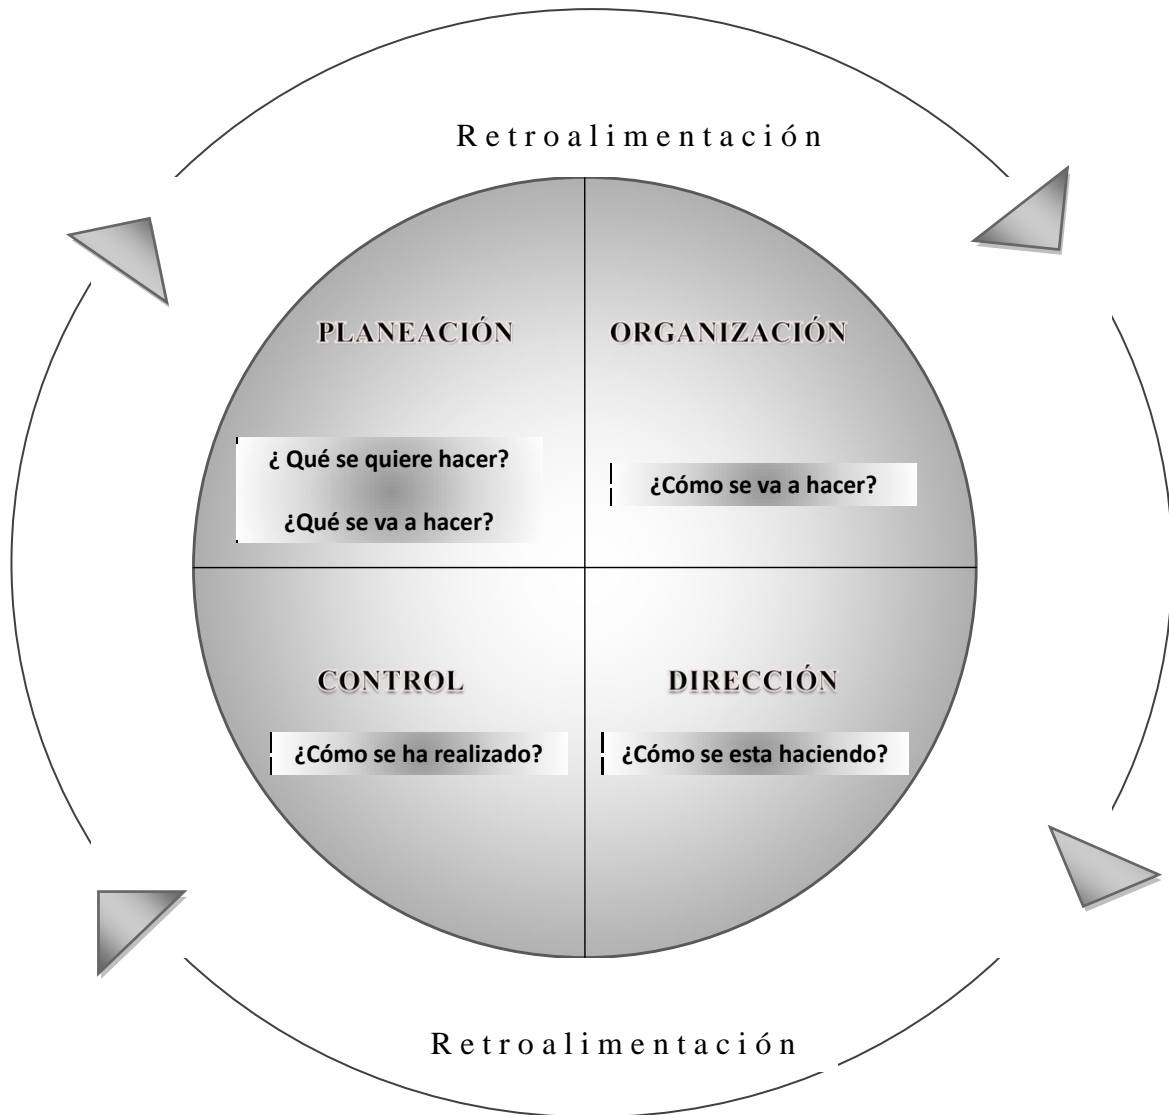 Retroalimentación
PLANEACIÓN
¿ Qué se quiere hacer?
¿Qué se va a hacer?
ORGANIZACIÓN
¿Cómo se va a hacer?
CONTROL
¿Cómo se ha realizado?
DIRECCIÓN
¿Cómo se esta haciendo?
Retroalimentación